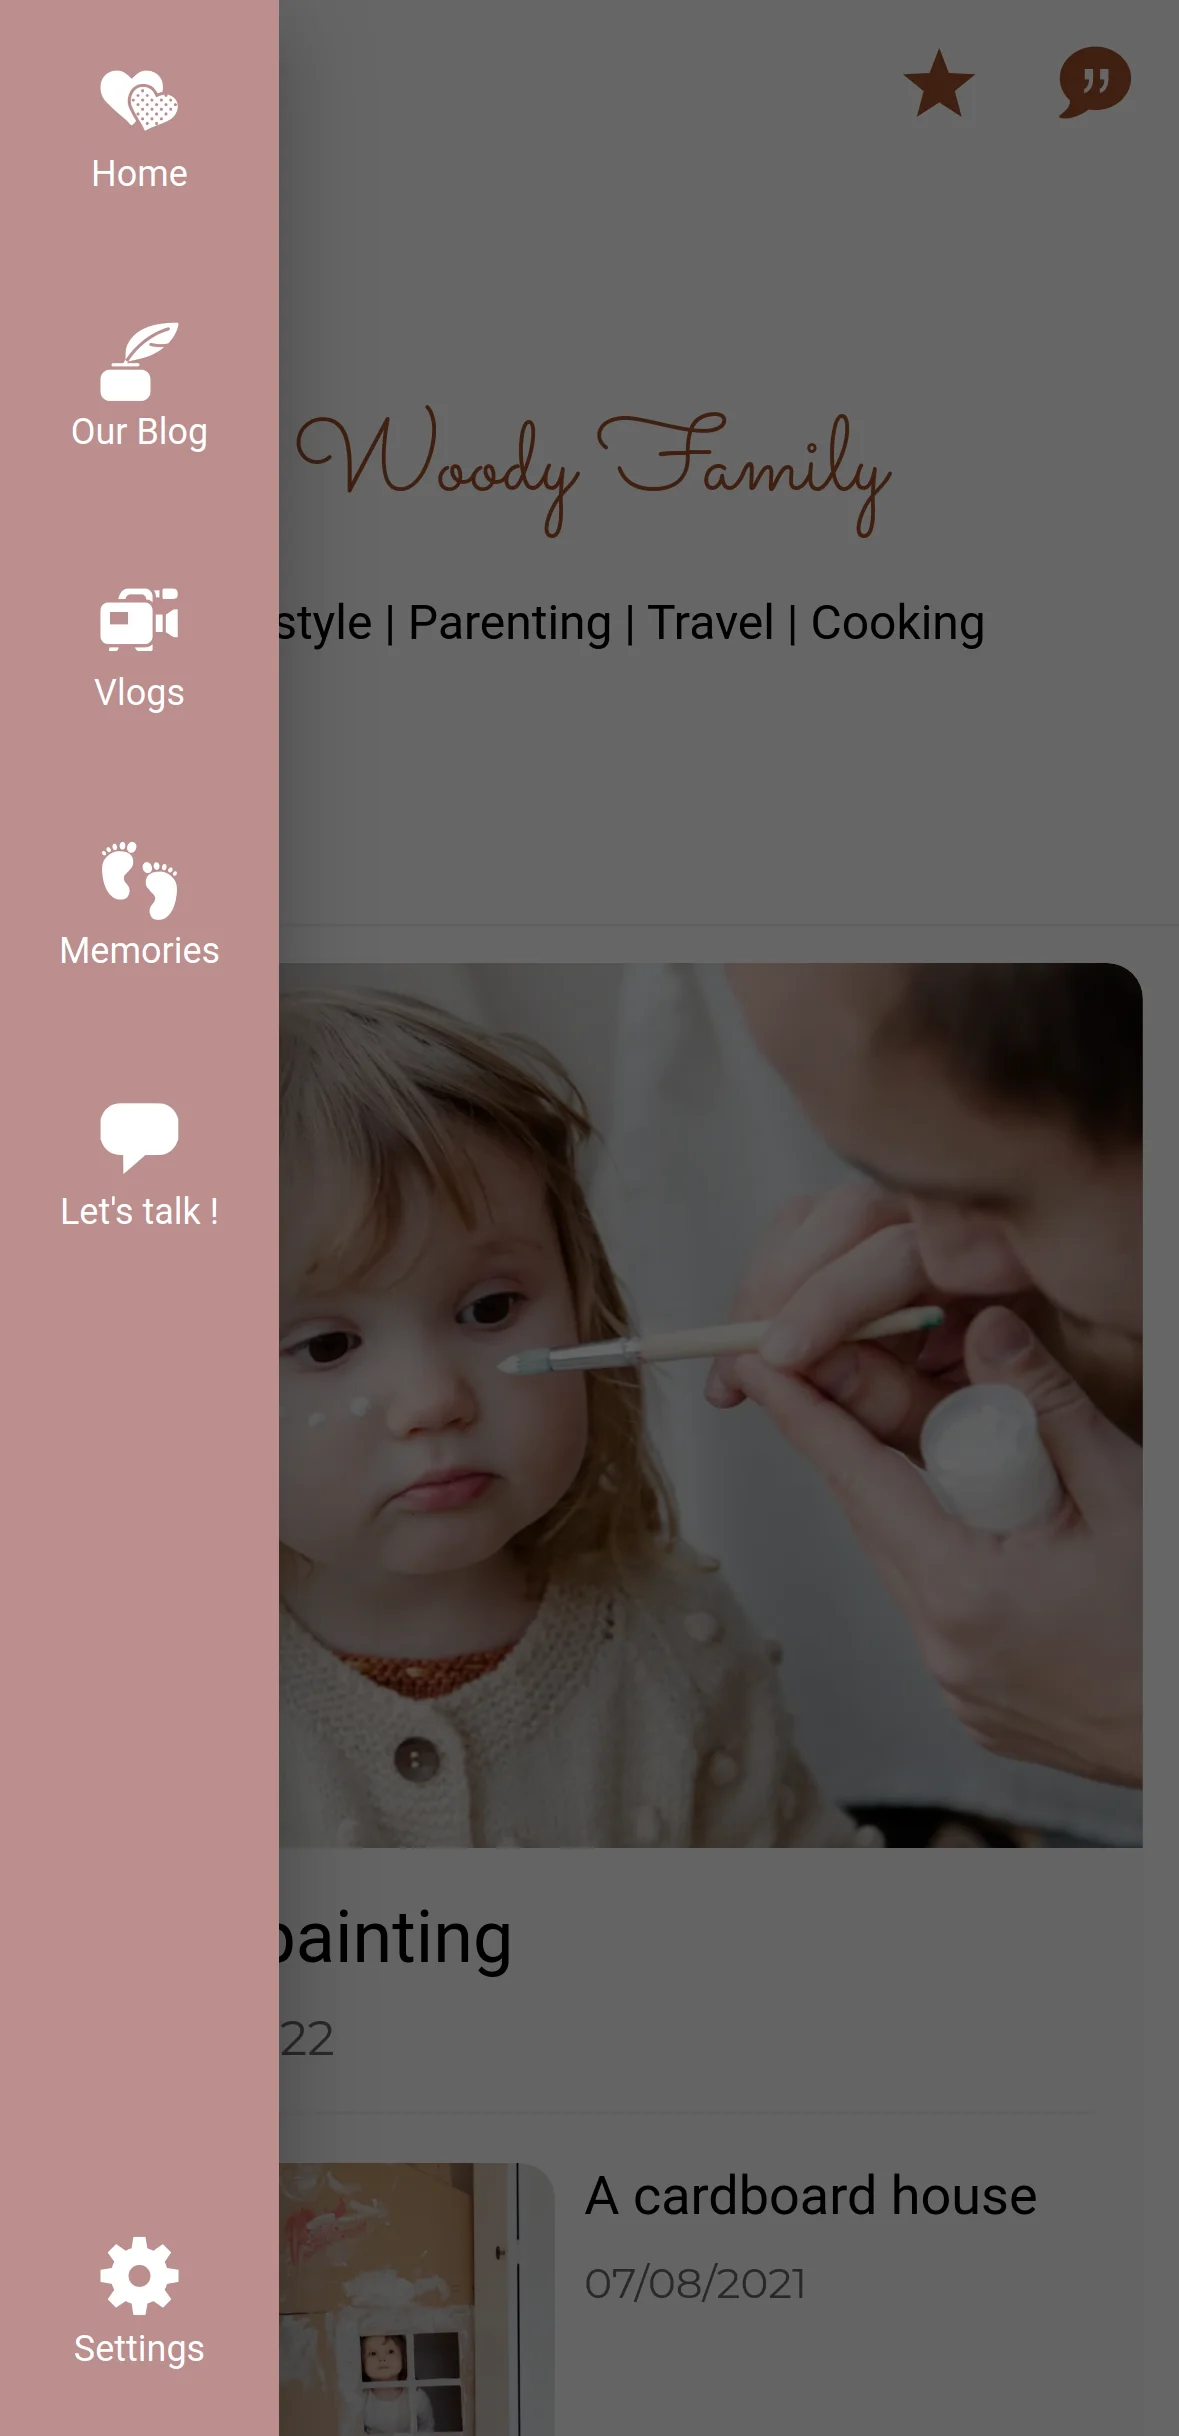 Home
Our Blog
Vlogs
Memories
Let's talk !
Settings
Woody Family
style | Parenting | Travel | Cooking
painting
22
A cardboard house
07/08/2021